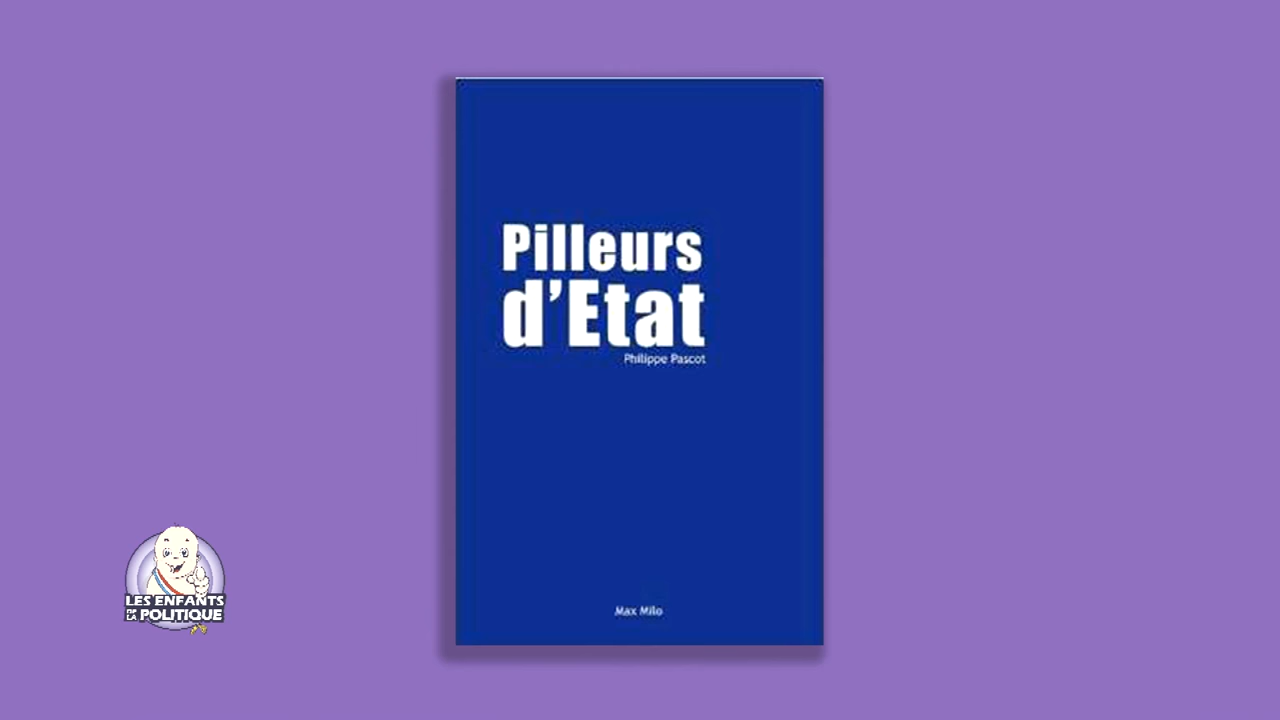 Pilleurs
d'Etat
Philippe Pascot
Max Milo
LES ENFANTS
DE LA POLITIQUE